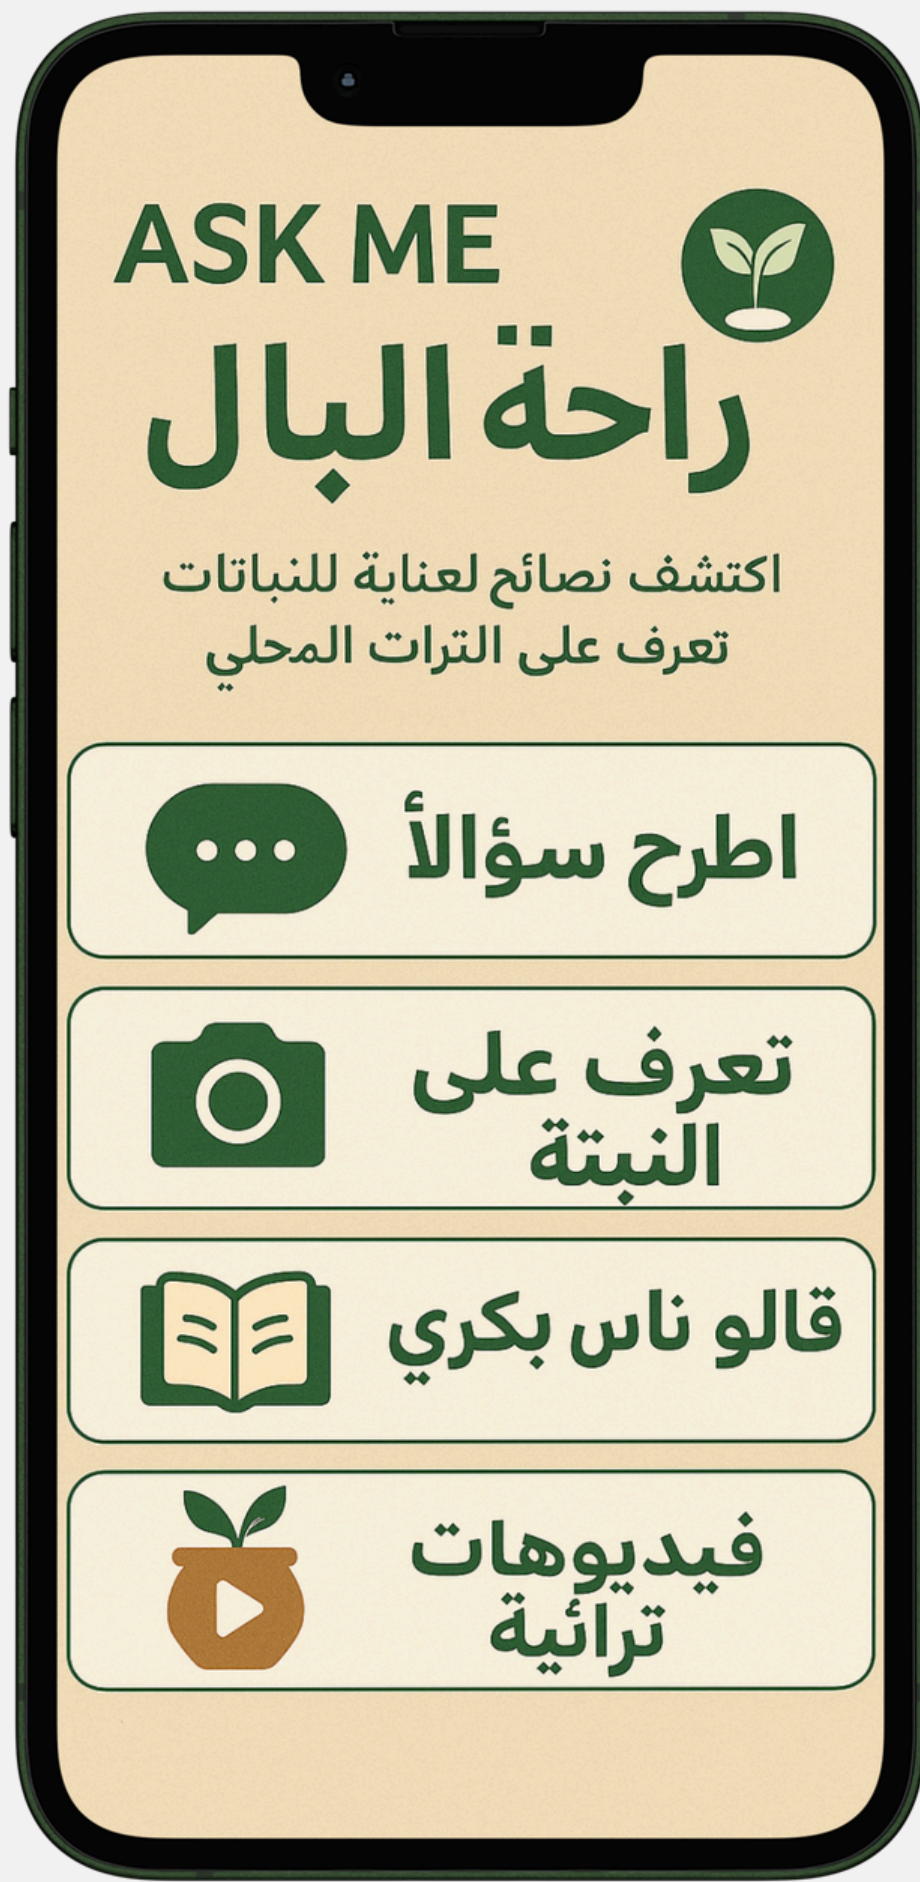 ASK ME
راحة البال
اكتشف نصائح لعناية للنباتات
تعرف على الترات المحلي
اطرح سؤالاأ
تعرف على
النبتة
قالو ناس بكري
فيديوهات
ترائية